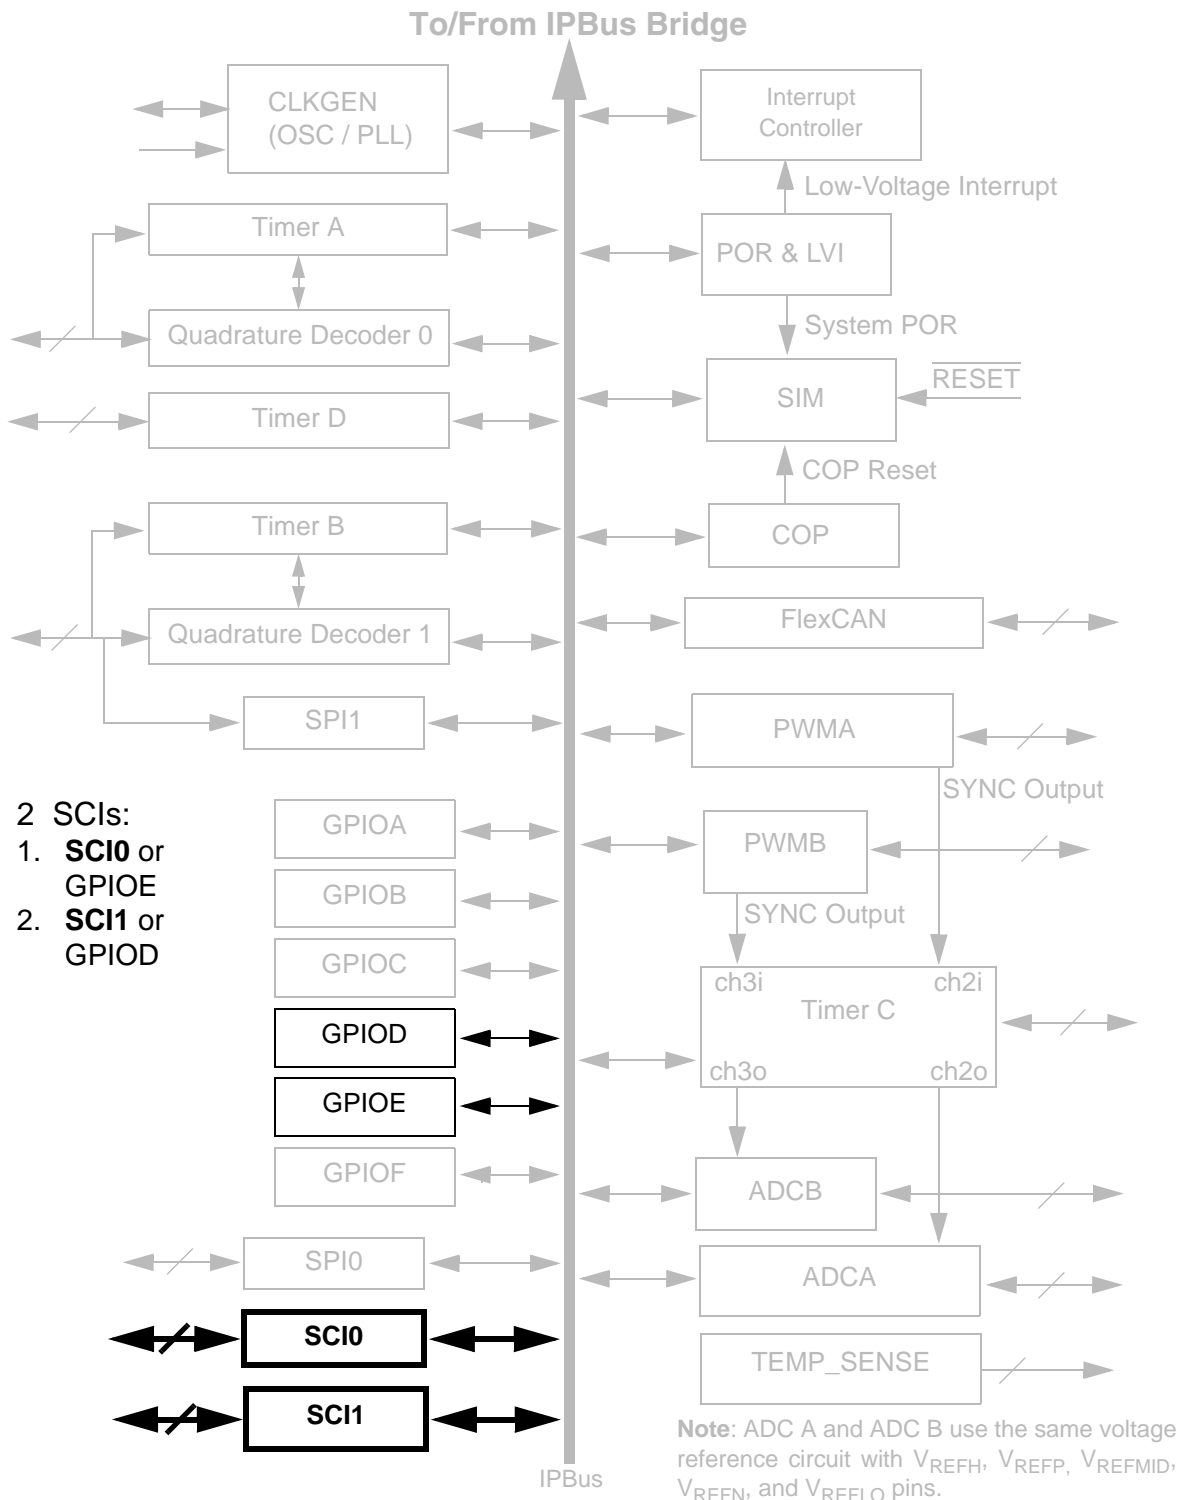 To/From IPBus Bridge
CLKGEN
(OSC / PLL)
Interrupt
Controller
Low-Voltage Interrupt
Timer A
POR & LVI
Quadrature Decoder 0
System POR
RESET
Timer D
SIM
COP Reset
Timer B
COP
FlexCAN
Quadrature Decoder 1
SPI1
PWMA
SYNC Output
2 SCIs:
1. SCI0 or
GPIOE
2. SCI1 or
GPIOD
GPIOA
PWMB
GPIOB
SYNC Output
GPIOC
ch3i
ch2i
Timer C
GPIOD
ch3o
ch2o
GPIOE
GPIOF
ADCB
SPI0
ADCA
SCI0
TEMP_SENSE
SCI1
Note: ADC A and ADC B use the same voltage
reference circuit with VREFH, VREFP, VREFMID,
VREFN, and VREFLO pins.
IPBus